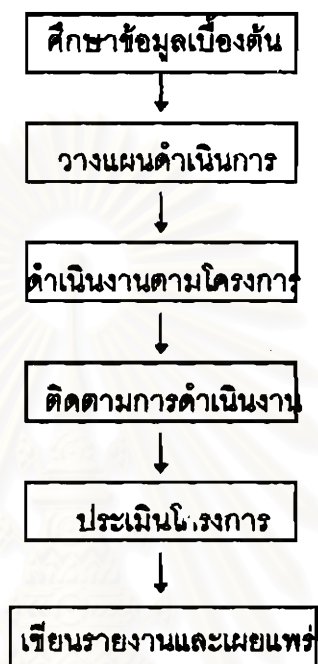 ศึกษาข้อมูลเบื้องต้น
วางแผนดำเนินการ
ดำเนินงานตามโครงการ
ติดตามการดำเนินงาน
ประเมินโครงการ
เขียนรายงานและเผยแพร่